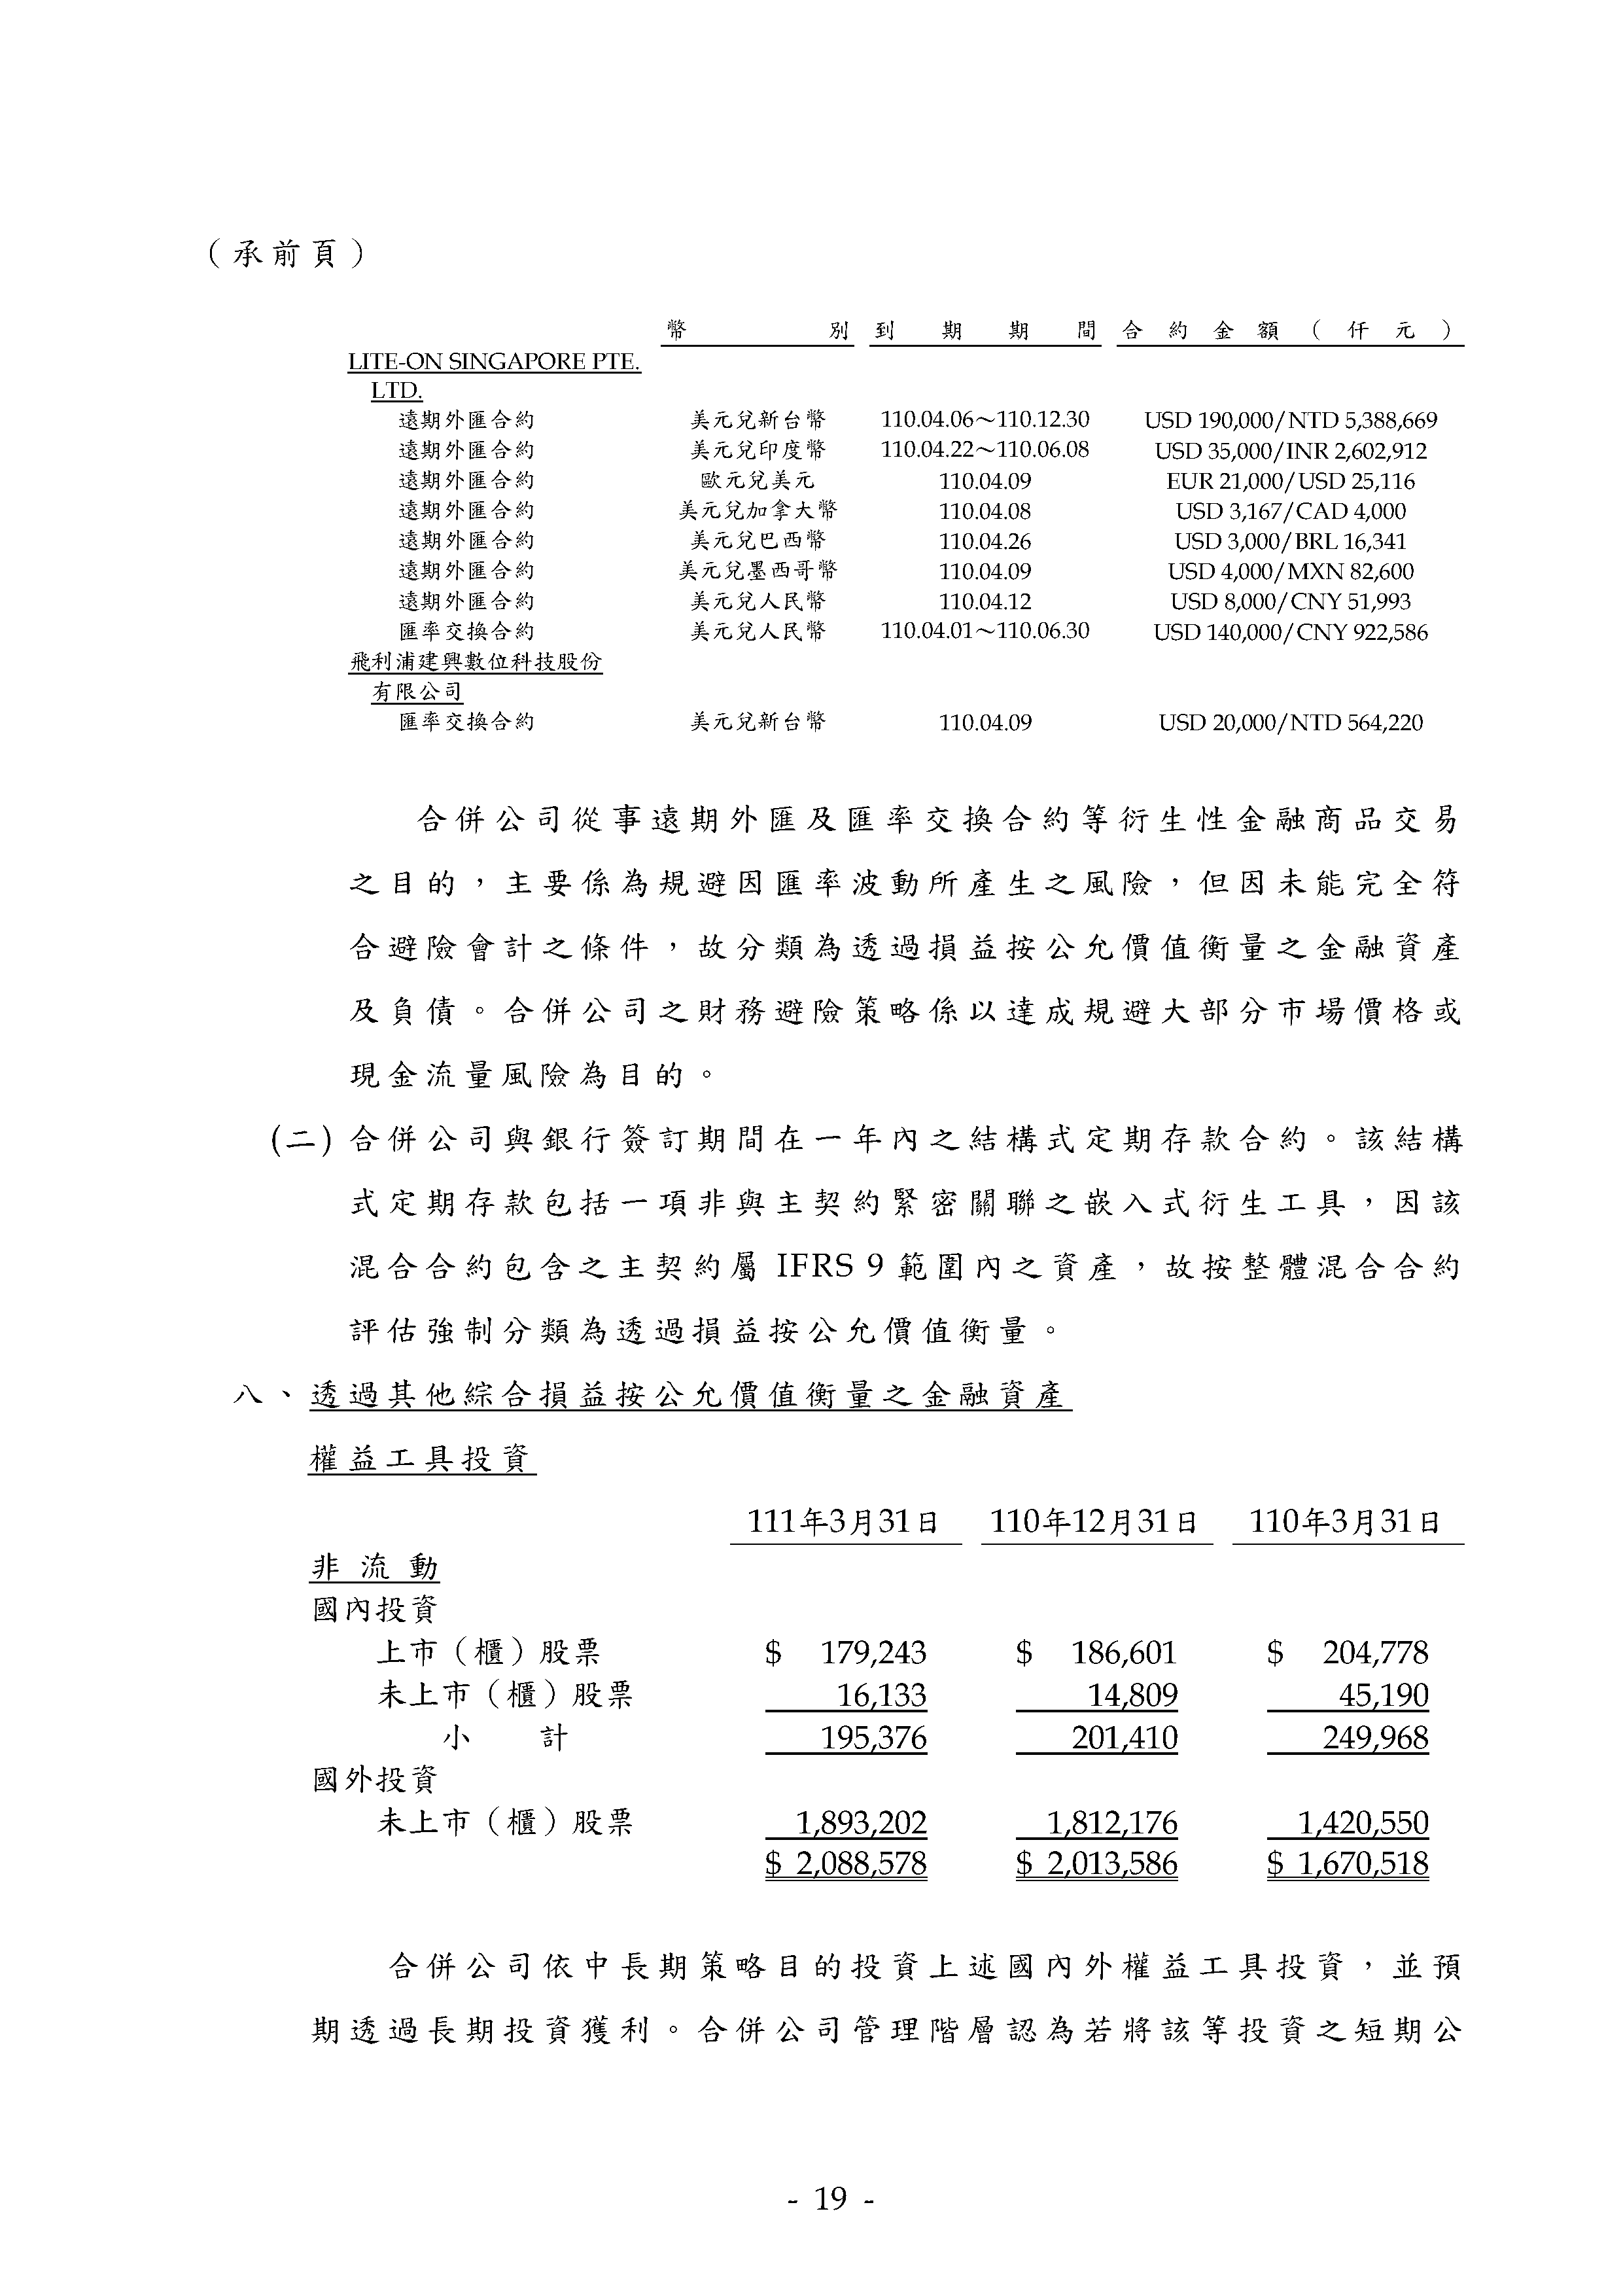 （承前頁）
幣別 到期期間 合約金額（仟元）
LITE-ON SINGAPORE PTE.
LTD.
遠期外匯合約 美元兌新台幣 110.04.06～110.12.30 USD 190,000/NTD 5,388,669
遠期外匯合約 美元兌印度幣 110.04.22～110.06.08 USD 35,000/INR 2,602,912
遠期外匯合約 歐元兌美元 110.04.09 EUR 21,000/USD 25,116
遠期外匯合約 美元兌加拿大幣 110.04.08 USD 3,167/CAD 4,000
遠期外匯合約 美元兌巴西幣 110.04.26 USD 3,000/BRL 16,341
遠期外匯合約 美元兌墨西哥幣 110.04.09 USD 4,000/MXN 82,600
遠期外匯合約 美元兌人民幣 110.04.12 USD 8,000/CNY 51,993
匯率交換合約 美元兌人民幣 110.04.01～110.06.30 USD 140,000/CNY 922,586
飛利浦建興數位科技股份
有限公司
匯率交換合約 美元兌新台幣 110.04.09 USD 20,000/NTD 564,220
合併公司從事遠期外匯及匯率交換合約等衍生性金融商品交易
之目的，主要係為規避因匯率波動所產生之風險，但因未能完全符
合避險會計之條件，故分類為透過損益按公允價值衡量之金融資產
及負債。合併公司之財務避險策略係以達成規避大部分市場價格或
現金流量風險為目的。
(二) 合併公司與銀行簽訂期間在一年內之結構式定期存款合約。該結構
式定期存款包括一項非與主契約緊密關聯之嵌入式衍生工具，因該
混合合約包含之主契約屬 IFRS 9 範圍內之資產，故按整體混合合約
評估強制分類為透過損益按公允價值衡量。
八、透過其他綜合損益按公允價值衡量之金融資產
權益工具投資
111年3月31日 110年12月31日 110年3月31日
非流動
國內投資
上市（櫃）股票 $ 179,243 $ 186,601 $ 204,778
未上市（櫃）股票 16,133 14,809 45,190
小計 195,376 201,410 249,968
國外投資
未上市（櫃）股票 1,893,202 1,812,176 1,420,550
$ 2,088,578 $ 2,013,586 $ 1,670,518
合併公司依中長期策略目的投資上述國內外權益工具投資，並預
期透過長期投資獲利。合併公司管理階層認為若將該等投資之短期公
- 19 -